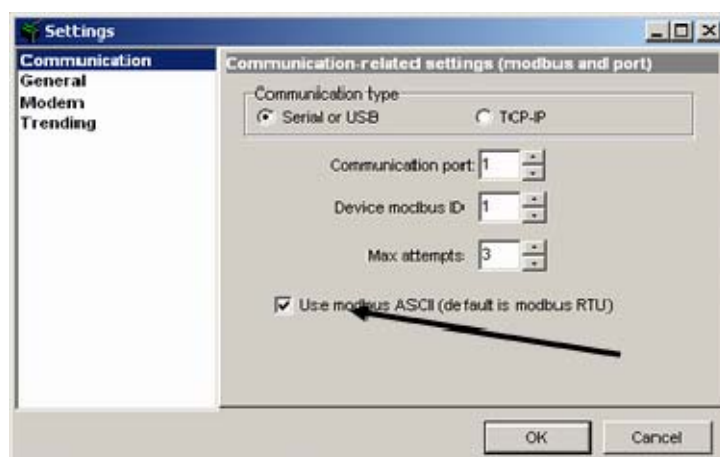 Settings
Communication
General
Modem
Trending
Communication-related settings (modbus and port)
Communication type
Serial or USB
TCP-IP
Communication port: 1
Device modbus ID: 1
Max attempts: 3
Use modbus ASCII (default is modbus RTU)
OK
Cancel